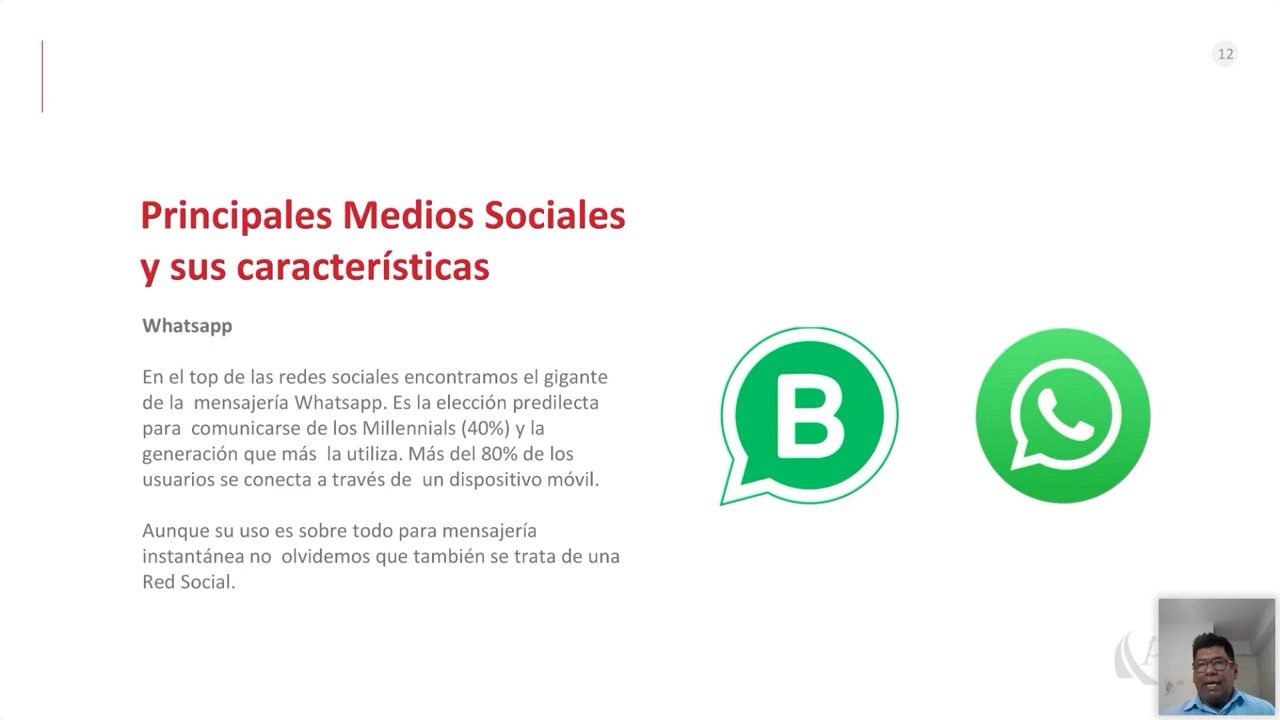 12
Principales Medios Sociales
y sus características
Whatsapp
En el top de las redes sociales encontramos el gigante
de la  mensajería Whatsapp. Es la elección predilecta
para  comunicarse de los Millennials (40%) y la
generación que más  la utiliza. Más del 80% de los
usuarios se conecta a través de  un dispositivo móvil.
Aunque su uso es sobre todo para mensajería
instantánea no  olvidemos que también se trata de una
Red Social.
B